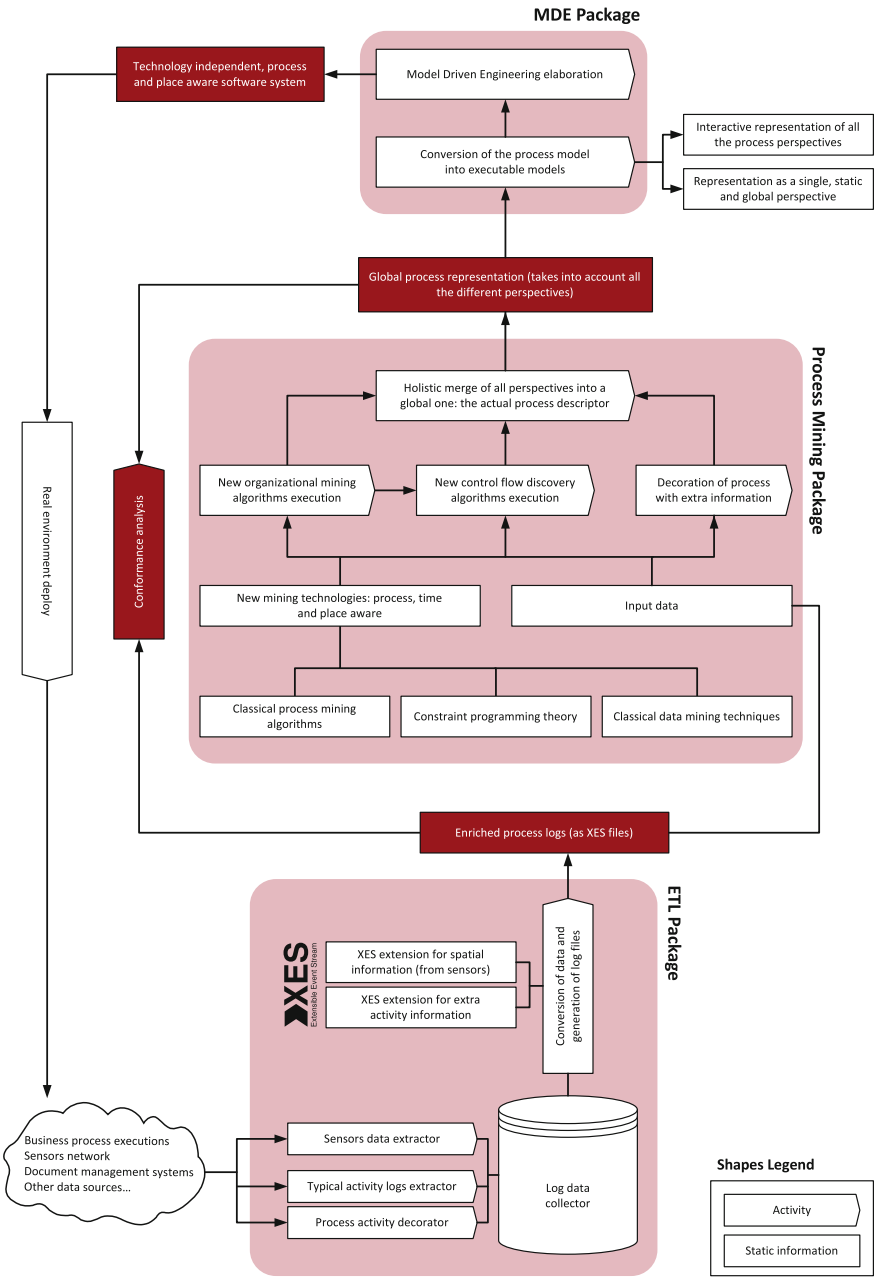 MDE Package
Technology independent, process
and place aware software system
Model Driven Engineering elaboration
Conversion of the process model
into executable models
Interactive representation of all
the process perspectives
Representation as a single, static
and global perspective
Global process representation (takes into account all
the different perspectives)
Process Mining Package
Holistic merge of all perspectives into a
global one: the actual process descriptor
New organizational mining
algorithms execution
New control flow discovery
algorithms execution
Decoration of process
with extra information
Real environment deploy
Conformance analysis
New mining technologies: process, time
and place aware
Input data
Classical process mining
algorithms
Constraint programming theory
Classical data mining techniques
Enriched process logs (as XES files)
ETL Package
XES
Extensible Event Stream
XES extension for spatial
information (from sensors)
XES extension for extra
activity information
Conversion of data and
generation of log files
Business process executions
Sensors network
Document management systems
Other data sources...
Sensors data extractor
Typical activity logs extractor
Process activity decorator
Log data
collector
Shapes Legend
Activity
Static information